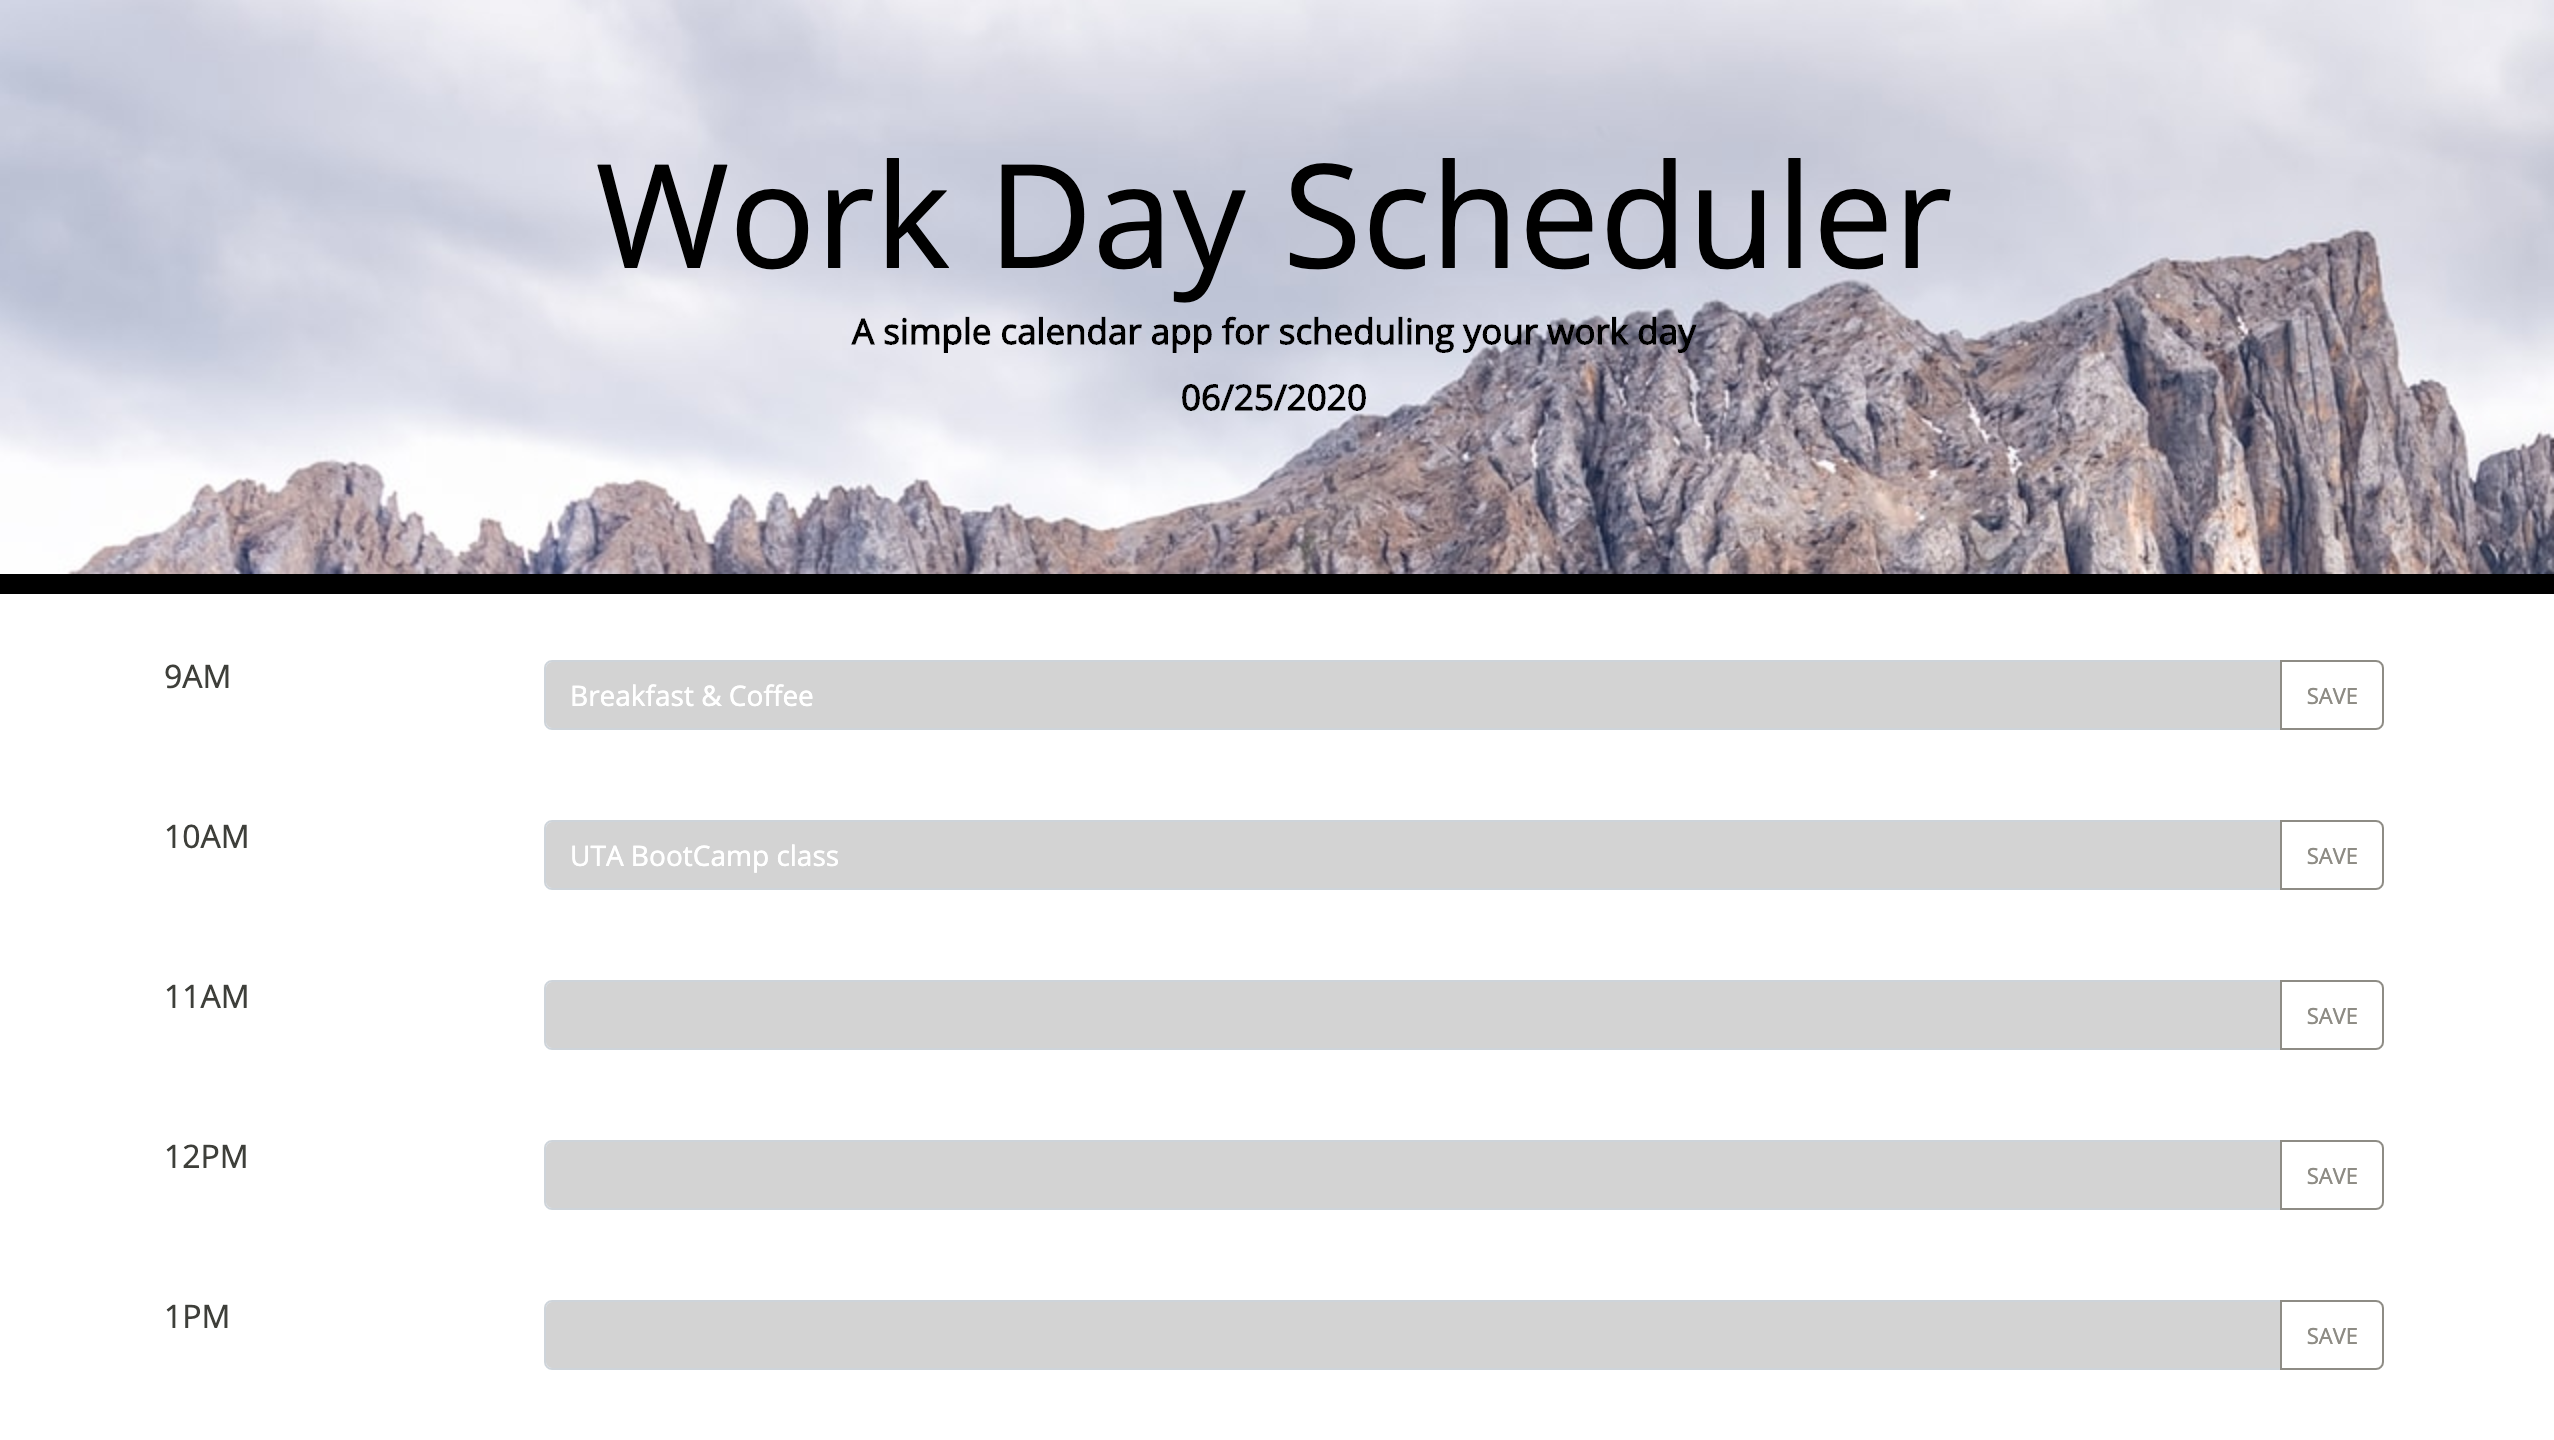 Work Day Scheduler
A simple calendar app for scheduling your work day
06/25/2020
9AM
Breakfast & Coffee
SAVE
10AM
UTA BootCamp class
SAVE
11AM
SAVE
12PM
SAVE
1PM
SAVE